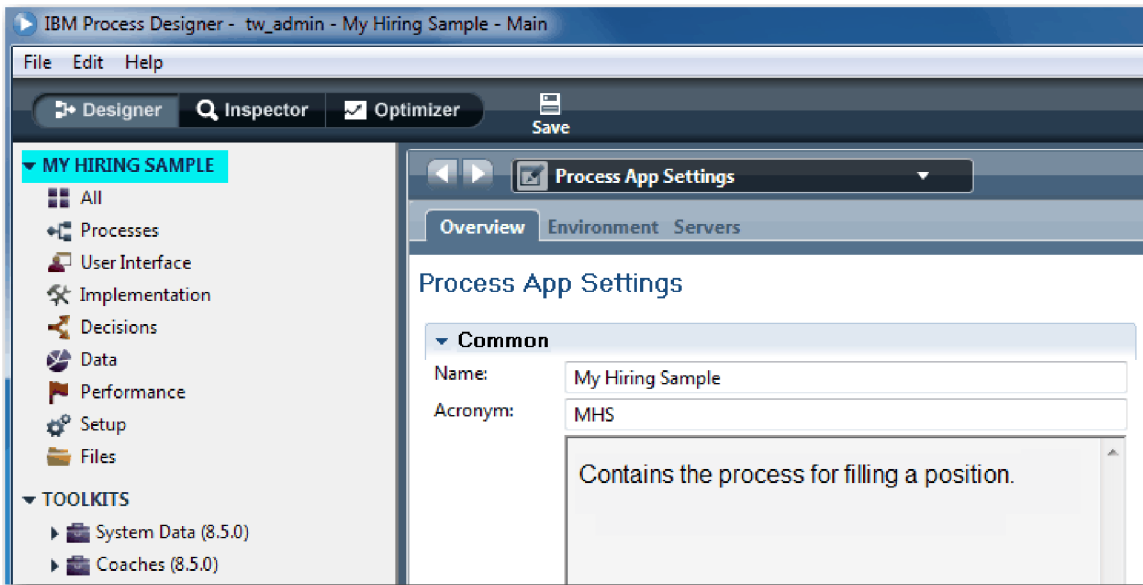 IBM Process Designer - tw_admin - My Hiring Sample - Main
File Edit Help
Designer Inspector Optimizer Save
MY HIRING SAMPLE
All
Processes
User Interface
Implementation
Decisions
Data
Performance
Setup
Files
TOOLKITS
System Data (8.5.0)
Coaches (8.5.0)
Process App Settings
Overview Environment Servers
Process App Settings
Common
Name: My Hiring Sample
Acronym: MHS
Contains the process for filling a position.